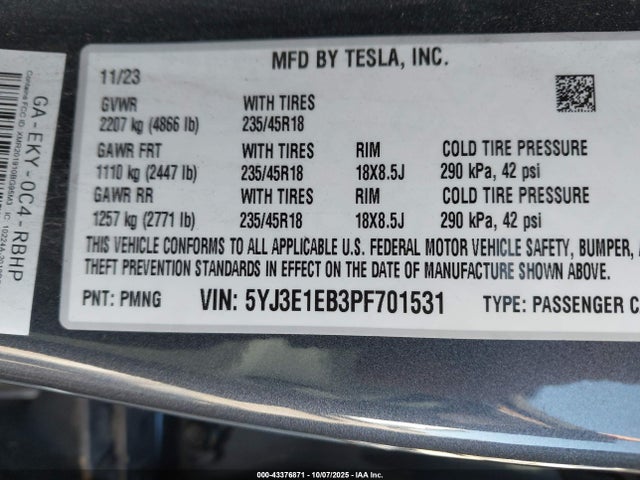 MFD BY TESLA, INC.
11/23
GVWR WITH TIRES
2207 kg (4866 lb) 235/45R18
GAWR FRT WITH TIRES RIM COLD TIRE PRESSURE
1110 kg (2447 lb) 235/45R18 18X8.5J 290 kPa, 42 psi
GAWR RR WITH TIRES RIM COLD TIRE PRESSURE
1257 kg (2771 lb) 235/45R18 18X8.5J 290 kPa, 42 psi
THIS VEHICLE CONFORMS TO ALL APPLICABLE U.S. FEDERAL MOTOR VEHICLE SAFETY, BUMPER,
THEFT PREVENTION STANDARDS IN EFFECT ON THE DATE OF MANUFACTURE SHOWN ABOVE.
PNT: PMNG VIN: 5YJ3E1EB3PF701531 TYPE: PASSENGER C
GA-EKY-0C4-RBHP
Contains FCC ID:
000-43376871 - 10/07/2025 - IAA Inc.